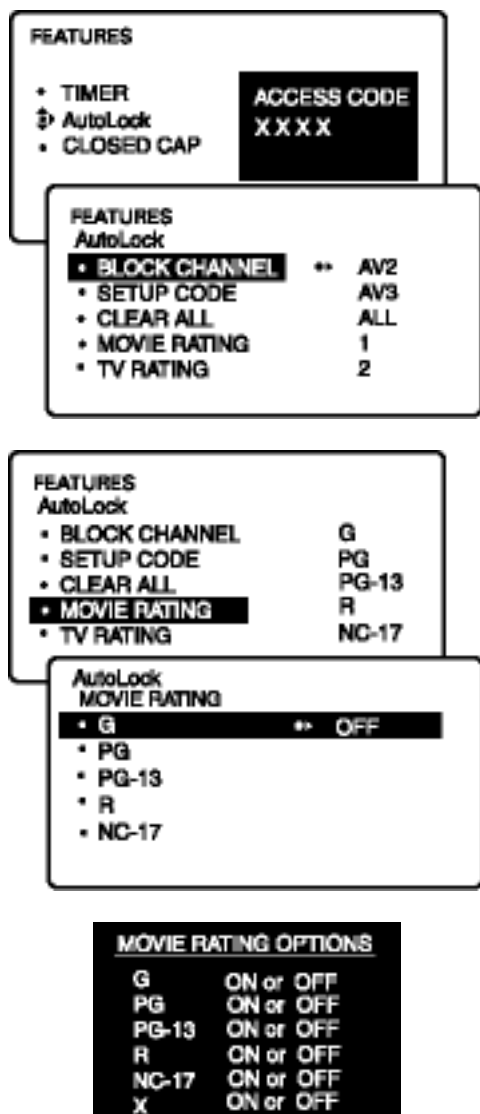 FEATURES
• TIMER
AutoLock
• CLOSED CAP
ACCESS CODE
XXXX
FEATURES
AutoLock
• BLOCK CHANNEL AV2
• SETUP CODE AV3
• CLEAR ALL ALL
• MOVIE RATING 1
• TV RATING 2
FEATURES
AutoLock
• BLOCK CHANNEL G
• SETUP CODE PG
• CLEAR ALL PG-13
• MOVIE RATING R
• TV RATING NC-17
AutoLock
MOVIE RATING
• G OFF
• PG
• PG-13
• R
• NC-17
MOVIE RATING OPTIONS
G ON or OFF
PG ON or OFF
PG-13 ON or OFF
R ON or OFF
NC-17 ON or OFF
X ON or OFF